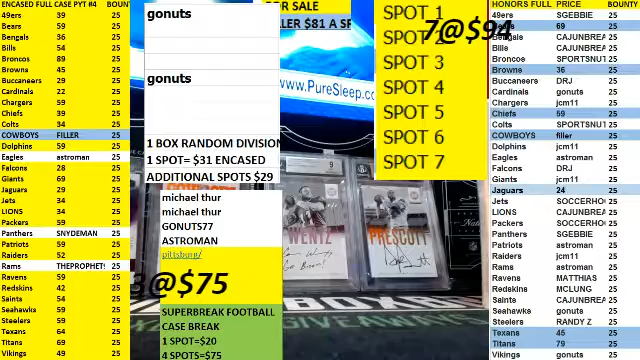 ENCASED FULL CASE PYT #4 BOUN
49ers 39 25
Bears 59 25
Bengals 34 25
Bills 54 25
Broncos 89 25
Browns 45 25
Buccaneers 29 25
Cardinals 22 25
Chargers 59 25
Chiefs 39 25
Colts 34 25
COWBOYS FILLER 25
Dolphins 59 25
Eagles astroman 25
Falcons 28 25
Giants 69 25
Jaguars 29 25
Jets 34 25
LIONS 34 25
Packers 59 25
Panthers SNYDEMAN 25
Patriots 59 25
Raiders 52 25
Rams THEPROPHET 25
Ravens 59 25
Redskins 42 25
Saints 54 25
Seahawks 59 25
Steelers 59 25
Texans 64 25
Titans 69 25
Vikings 49 25
gonuts
gonuts
1 BOX RANDOM DIVISION
1 SPOT= $31 ENCASED
ADDITIONAL SPOTS $29
michael thur
michael thur
GONUTS77
ASTROMAN
pittsburg/
3@$75
SUPERBREAK FOOTBALL
CASE BREAK
1 SPOT=$20
4 SPOTS=$75
FOR SALE
LLER $81 A SP
www.PureSleep.com
9
WENTZ
PRESCOTT
SPOT 1
SPOT 2
SPOT 3
SPOT 4
SPOT 5
SPOT 6
SPOT 7
7@$94
HONORS FULL PRICE BOUNTY
49ers SGEBBIE 25
69 25
Bengals CAJUNBREA 25
Bills CAJUNBREA 25
Broncos SPORTSNUT 25
Browns 36 25
Buccaneers DRJ 25
Cardinals gonuts 25
Chargers jcm11 25
Chiefs 59 25
Colts SPORTSNUT 25
COWBOYS filler 25
Dolphins jcm11 25
Eagles astroman 25
Falcons DRJ 25
Giants jcm11 25
Jaguars 24 25
Jets SOCCERHO 25
LIONS CAJUNBREA 25
Packers SOCCERHO 25
Panthers SGEBBIE 25
Patriots astroman 25
Raiders jcm11 25
Rams astroman 25
Ravens MATTHIAS 25
Redskins MCLUNG 25
Saints CAJUNBREA 25
Seahawks gonuts 25
Steelers RANDY Z 25
Texans 45 25
Titans 79 25
Vikings gonuts 25